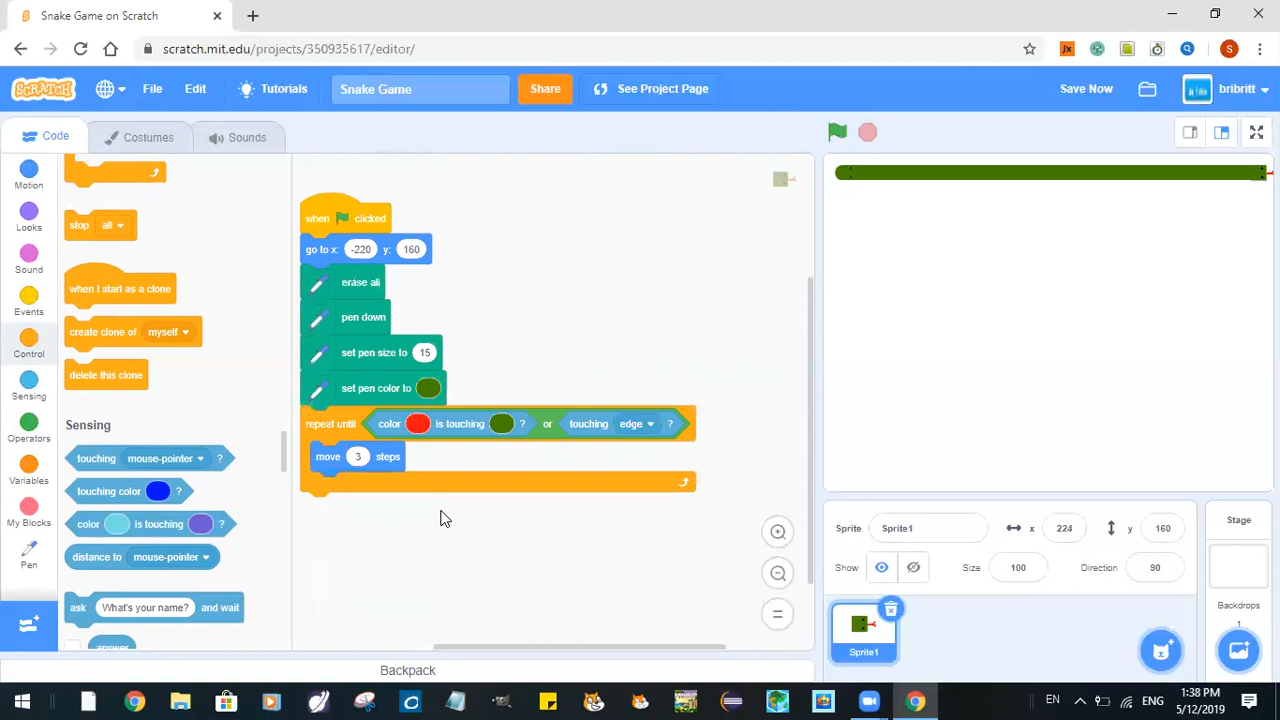 Snake Game on Scratch
scratch.mit.edu/projects/350935617/editor/
Jx
S
SCRATCH
File
Edit
Tutorials
Snake Game
Share
See Project Page
Save Now
bribritt
Code
Costumes
Sounds
Motion
Looks
Sound
Events
Control
Sensing
Operators
Variables
My Blocks
Pen
stop all
when I start as a clone
create clone of myself
delete this clone
Sensing
touching mouse-pointer ?
touching color ?
color is touching ?
distance to mouse-pointer
ask What's your name? and wait
answer
when clicked
go to x: -220 y: 160
erase all
pen down
set pen size to 15
set pen color to
repeat until color is touching ? or touching edge ?
move 3 steps
Backpack
Sprite Sprite1 x 224 y 160
Show Size 100 Direction 90
Sprite1
Stage
Backdrops
1
EN
ENG
1:38 PM
5/12/2019